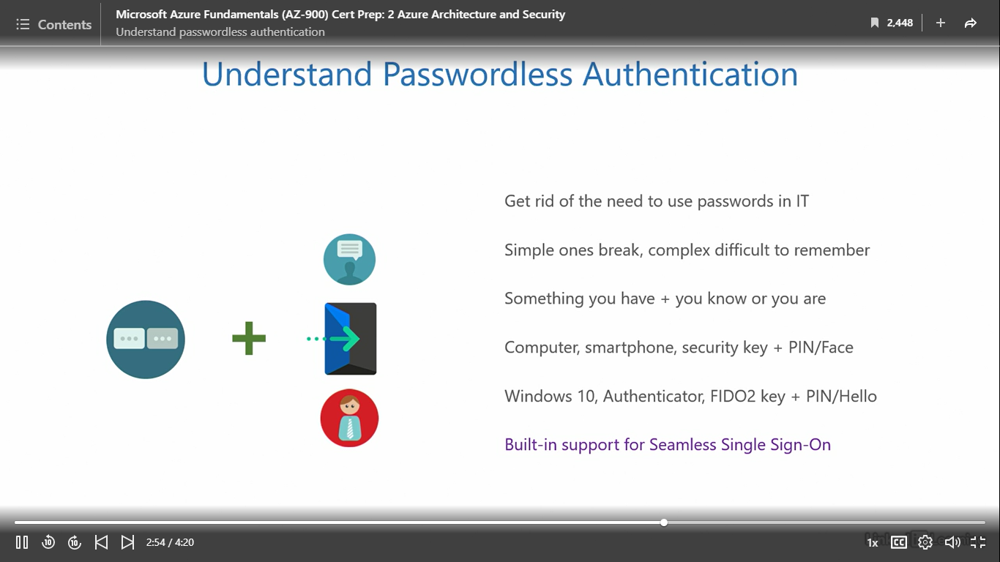 Contents
Microsoft Azure Fundamentals (AZ-900) Cert Prep: 2 Azure Architecture and Security
Understand passwordless authentication
2,448
Understand Passwordless Authentication
Get rid of the need to use passwords in IT
Simple ones break, complex difficult to remember
Something you have + you know or you are
Computer, smartphone, security key + PIN/Face
Windows 10, Authenticator, FIDO2 key + PIN/Hello
Built-in support for Seamless Single Sign-On
10
10
2:54 / 4:20
1x
CC